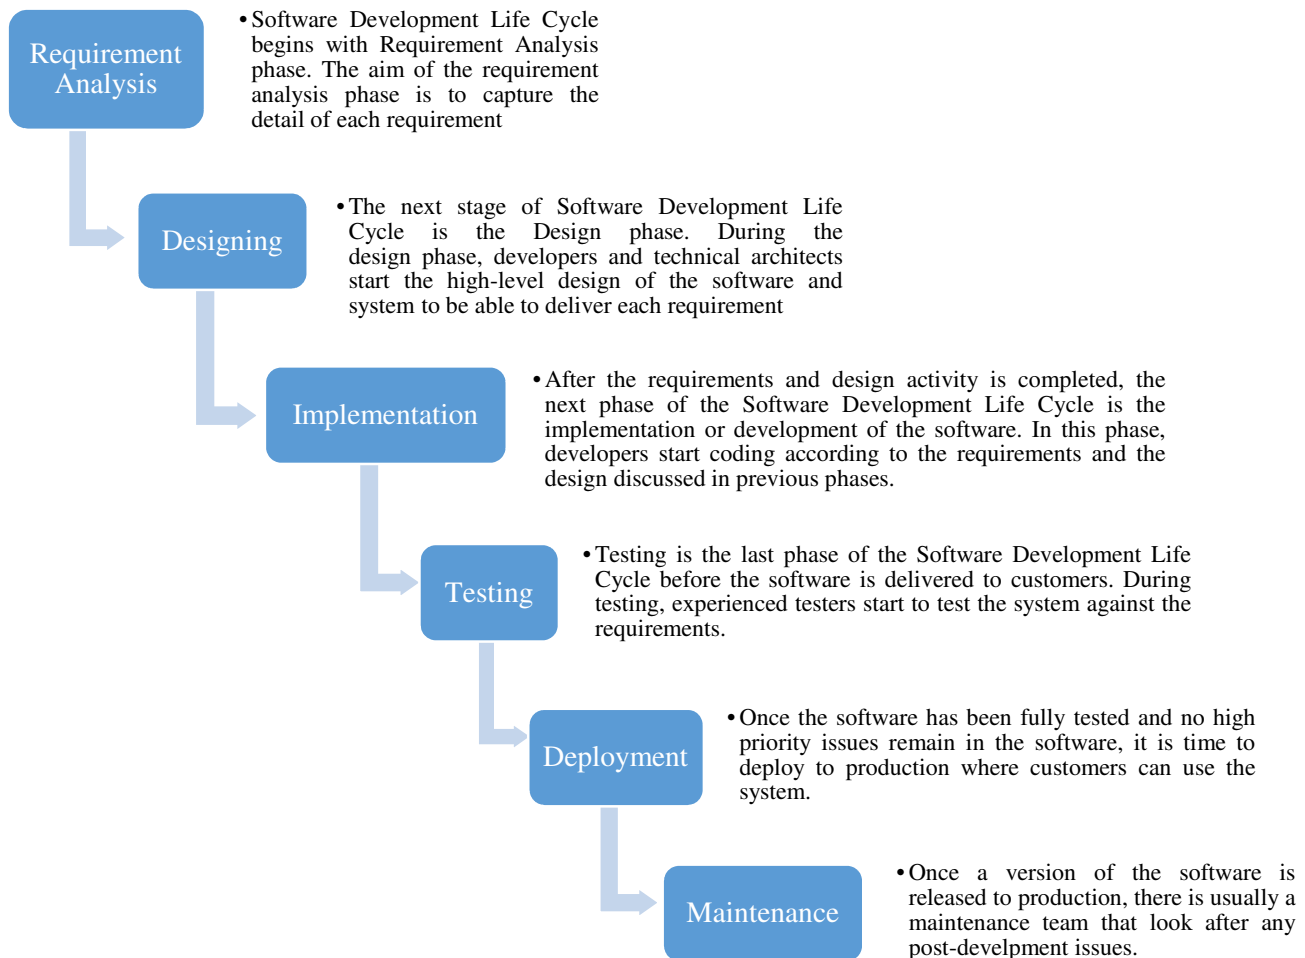 Requirement
Analysis
• Software Development Life Cycle
begins with Requirement Analysis
phase. The aim of the requirement
analysis phase is to capture the
detail of each requirement
Designing
• The next stage of Software Development Life
Cycle is the Design phase. During the
design phase, developers and technical architects
start the high-level design of the software and
system to be able to deliver each requirement
Implementation
• After the requirements and design activity is completed, the
next phase of the Software Development Life Cycle is the
implementation or development of the software. In this phase,
developers start coding according to the requirements and the
design discussed in previous phases.
Testing
• Testing is the last phase of the Software Development Life
Cycle before the software is delivered to customers. During
testing, experienced testers start to test the system against the
requirements.
Deployment
• Once the software has been fully tested and no high
priority issues remain in the software, it is time to
deploy to production where customers can use the
system.
Maintenance
• Once a version of the software is
released to production, there is usually a
maintenance team that look after any
post-develpment issues.